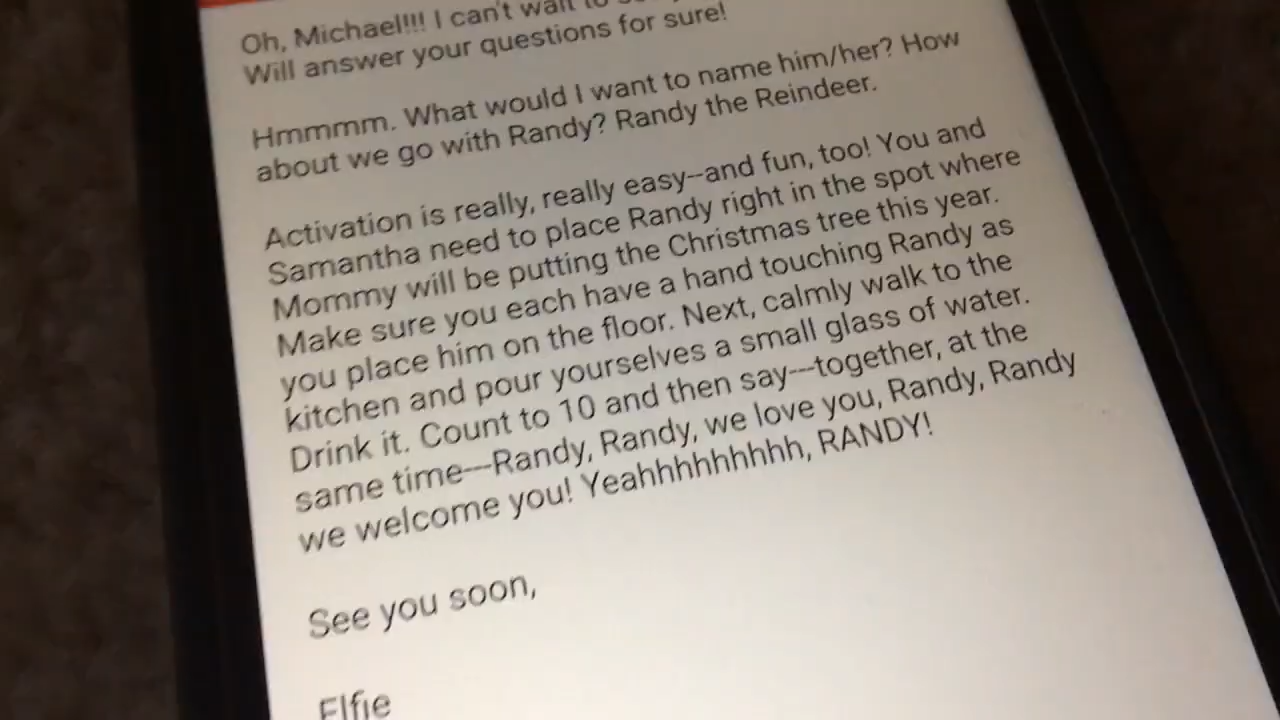 Oh, Michael!!! I can't wait to
Will answer your questions for sure!
Hmmmm. What would I want to name him/her? How
about we go with Randy? Randy the Reindeer.
Activation is really, really easy--and fun, too! You and
Samantha need to place Randy right in the spot where
Mommy will be putting the Christmas tree this year.
Make sure you each have a hand touching Randy as
you place him on the floor. Next, calmly walk to the
kitchen and pour yourselves a small glass of water.
Drink it. Count to 10 and then say---together, at the
same time---Randy, Randy, we love you, Randy, Randy
we welcome you! Yeahhhhhhhhhh, RANDY!
See you soon,
Elfie